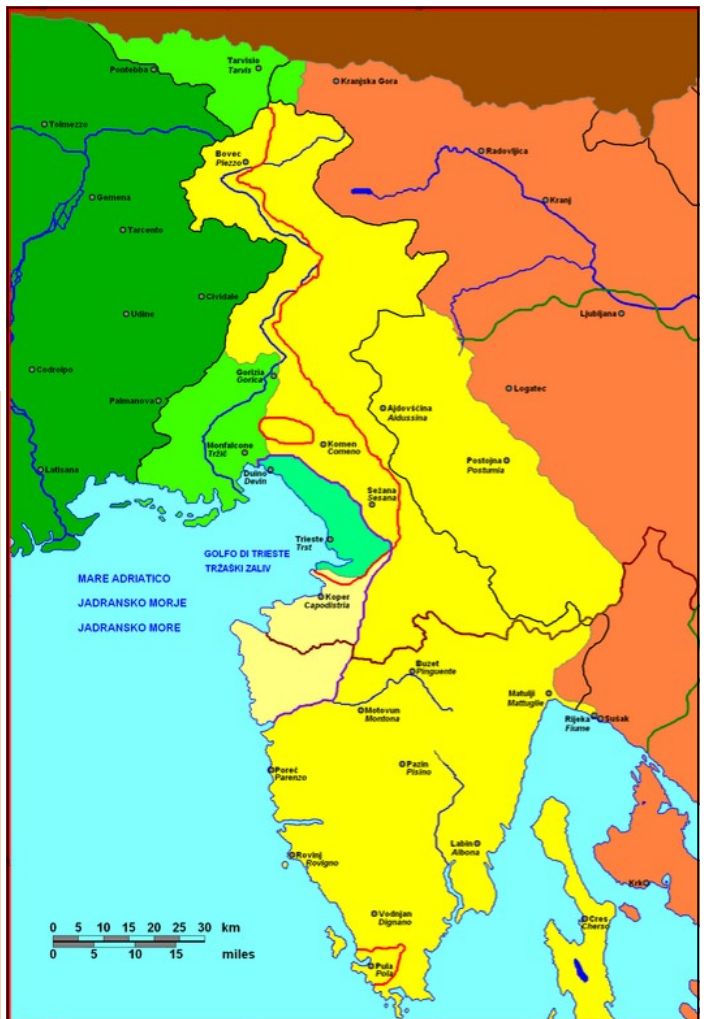 Pontebba
Tarvisio
Tarvis
Kranjska Gora
Tolmezzo
Bovec
Plezzo
Radovljica
Gemona
Kranj
Tarcento
Cividale
Udine
Ljubljana
Codroipo
Gorizia
Gorica
Logatec
Palmanova
Ajdovščina
Aidussina
Monfalcone
Tržič
Komen
Comeno
Postojna
Postumia
Latisana
Duino
Devin
Sežana
Sesana
Trieste
Trst
GOLFO DI TRIESTE
TRŽAŠKI ZALIV
MARE ADRIATICO
JADRANSKO MORJE
JADRANSKO MORE
Koper
Capodistria
Buzet
Pinguente
Matulji
Mattuglie
Motovun
Montona
Rijeka
Fiume
Sušak
Poreč
Parenzo
Pazin
Pisino
Labin
Albona
Rovinj
Rovigno
Krk
Vodnjan
Dignano
Cres
Cherso
0 5 10 15 20 25 30 km
0 5 10 15 miles
Pula
Pola